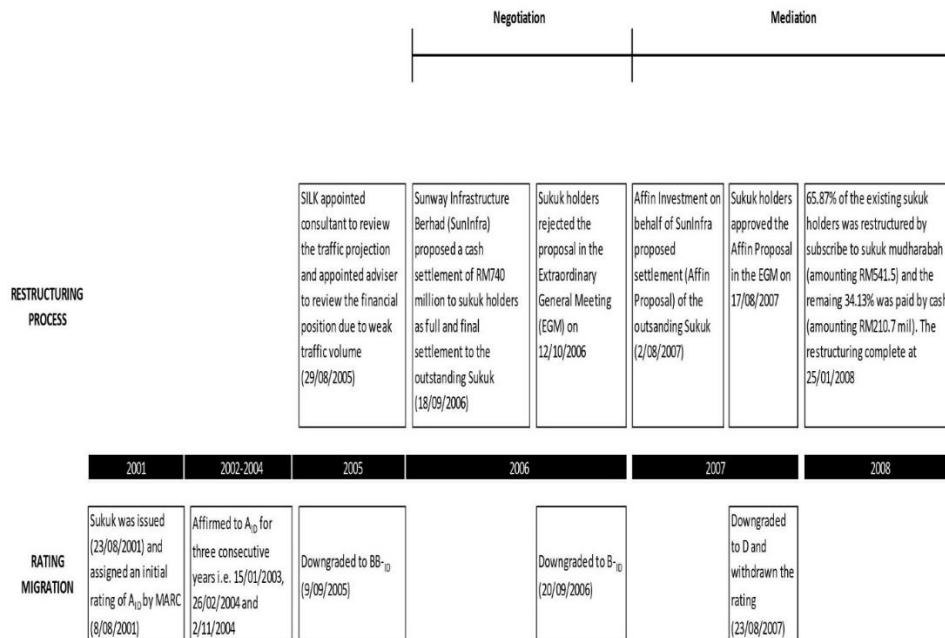 Negotiation
Mediation
RESTRUCTURING
PROCESS
SILK appointed
consultant to review
the traffic projection
and appointed adviser
to review the financial
position due to weak
traffic volume
(29/08/2005)
Sunway Infrastructure
Berhad (SunInfra)
proposed a cash
settlement of RM740
million to sukuk holders
as full and final
settlement to the
outstanding Sukuk
(18/09/2006)
Sukuk holders
rejected the
proposal in the
Extraordinary
General Meeting
(EGM) on
12/10/2006
Affin Investment on
behalf of SunInfra
proposed
settlement (Affin
Proposal) of the
outsanding Sukuk
(2/08/2007)
Sukuk holders
approved the
Affin Proposal
in the EGM on
17/08/2007
65.87% of the existing sukuk
holders was restructured by
subscribe to sukuk mudharabah
(amounting RM541.5) and the
remaing 34.13% was paid by cash
(amounting RM210.7 mil). The
restructuring complete at
25/01/2008
2001
2002-2004
2005
2006
2007
2008
RATING
MIGRATION
Sukuk was issued
(23/08/2001) and
assigned an initial
rating of A_ID by MARC
(8/08/2001)
Affirmed to A_ID for
three consecutive
years i.e. 15/01/2003,
26/02/2004 and
2/11/2004
Downgraded to BB-_ID
(9/09/2005)
Downgraded to B-_ID
(20/09/2006)
Downgraded
to D and
withdrawn the
rating
(23/08/2007)